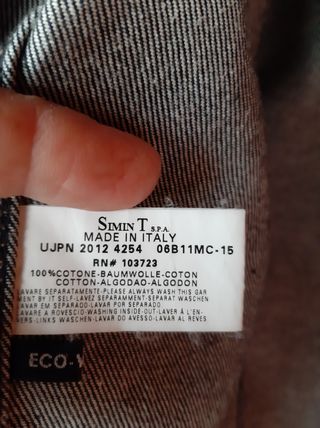 SIMIN T S.P.A.
MADE IN ITALY
UJPN 2012 4254 06B11MC-15
RN# 103723
100%COTONE-BAUMWOLLE-COTON
COTTON-ALGODAO-ALGODON
LAVARE SEPARATAMENTE-PLEASE ALWAYS WASH THIS GAR
MENT BY IT SELF-LAVEZ SEPARAMMENT-SEPARAT WASCHEN
LAVAR EM SEPARADO-LAVAR POR SEPARADO.
LAVARE A ROVESCIO-WASHING INSIDE-OUT-LAVER A L'EN-
VERS-LINKS WASCHEN-LAVAR DO AVESSO-LAVAR AL REVES.
ECO-